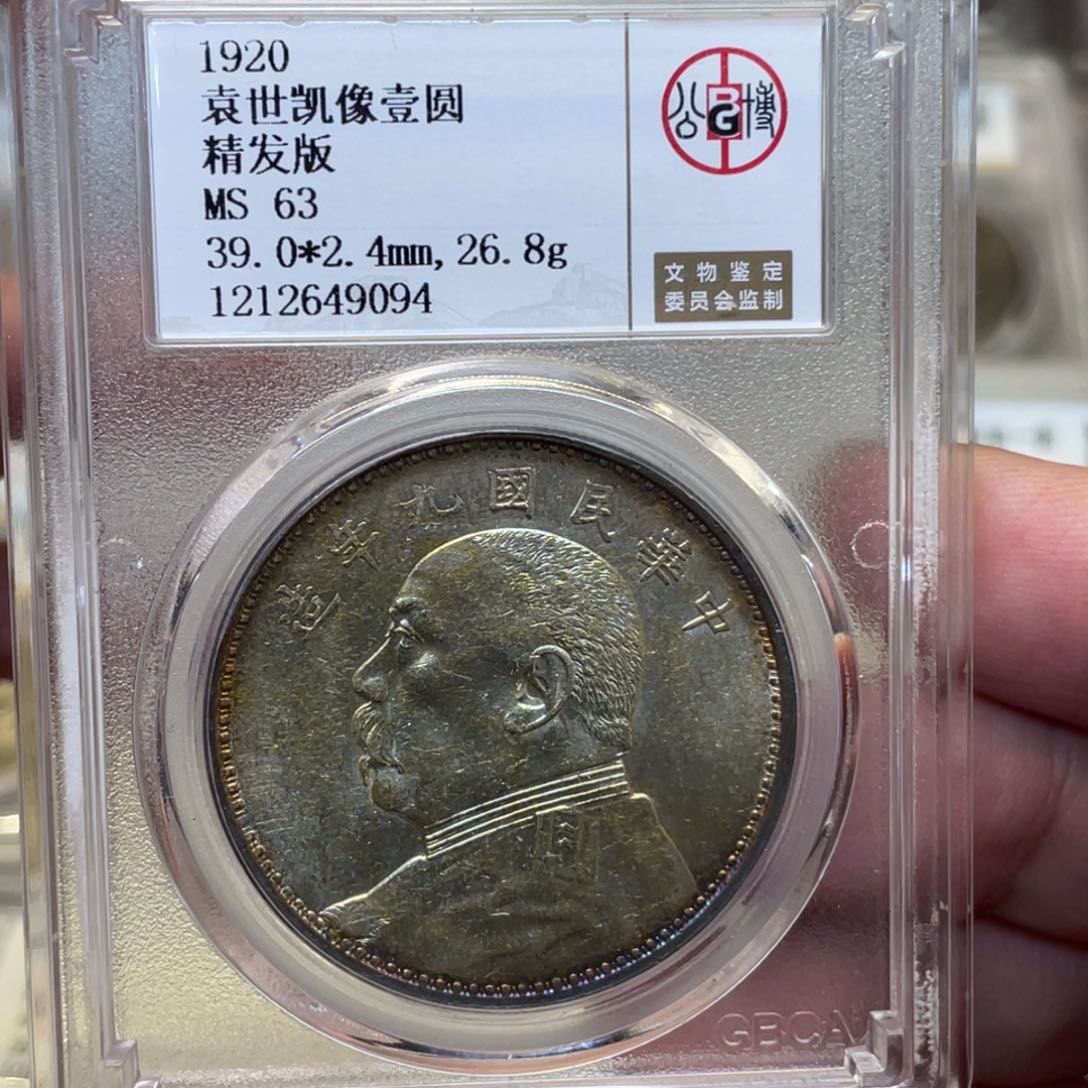 1920
袁世凯像壹圆
精发版
MS 63
39.0*2.4mm,26.8g
1212649094
公博
BG
文物鉴定
委员会监制
造年九國民華中
GBCA